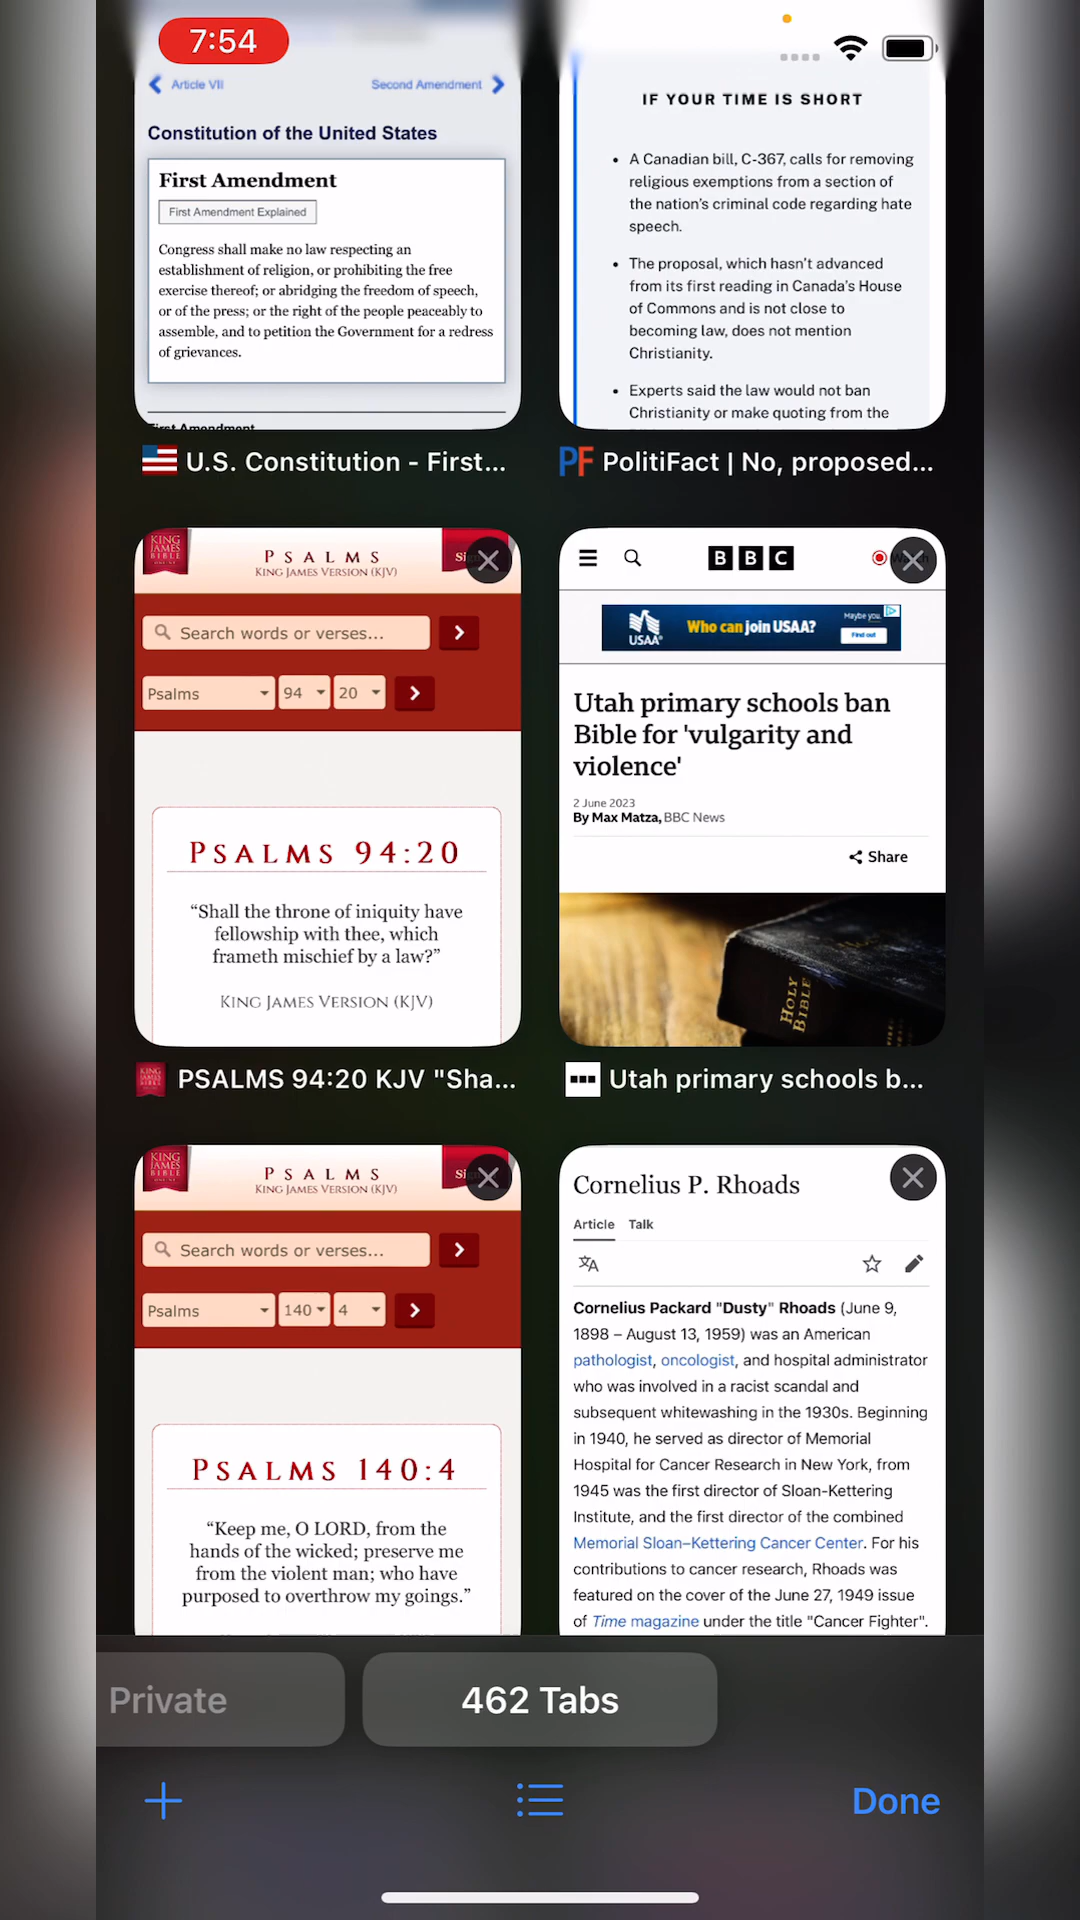 7:54
Article VII
Second Amendment
Constitution of the United States
First Amendment
First Amendment Explained
Congress shall make no law respecting an
establishment of religion, or prohibiting the free
exercise thereof; or abridging the freedom of speech,
or of the press; or the right of the people peaceably to
assemble, and to petition the Government for a redress
of grievances.
First Amendment
U.S. Constitution - First...
IF YOUR TIME IS SHORT
• A Canadian bill, C-367, calls for removing
religious exemptions from a section of
the nation's criminal code regarding hate
speech.
• The proposal, which hasn't advanced
from its first reading in Canada's House
of Commons and is not close to
becoming law, does not mention
Christianity.
• Experts said the law would not ban
Christianity or make quoting from the
PF PolitiFact | No, proposed...
KING
JAMES
BIBLE
PSALMS
KING JAMES VERSION (KJV)
Search words or verses...
Psalms 94 20
PSALMS 94:20
“Shall the throne of iniquity have
fellowship with thee, which
frameth mischief by a law?”
KING JAMES VERSION (KJV)
PSALMS 94:20 KJV "Sha...
BBC
USAA®
Who can join USAA?
Maybe you.
Find out
Utah primary schools ban
Bible for 'vulgarity and
violence'
2 June 2023
By Max Matza, BBC News
Share
HOLY
BIBLE
Utah primary schools b...
KING
JAMES
BIBLE
PSALMS
KING JAMES VERSION (KJV)
Search words or verses...
Psalms 140 4
PSALMS 140:4
“Keep me, O LORD, from the
hands of the wicked; preserve me
from the violent man; who have
purposed to overthrow my goings.”
Cornelius P. Rhoads
Article Talk
Cornelius Packard "Dusty" Rhoads (June 9,
1898 – August 13, 1959) was an American
pathologist, oncologist, and hospital administrator
who was involved in a racist scandal and
subsequent whitewashing in the 1930s. Beginning
in 1940, he served as director of Memorial
Hospital for Cancer Research in New York, from
1945 was the first director of Sloan-Kettering
Institute, and the first director of the combined
Memorial Sloan–Kettering Cancer Center. For his
contributions to cancer research, Rhoads was
featured on the cover of the June 27, 1949 issue
of Time magazine under the title "Cancer Fighter".
Private
462 Tabs
Done